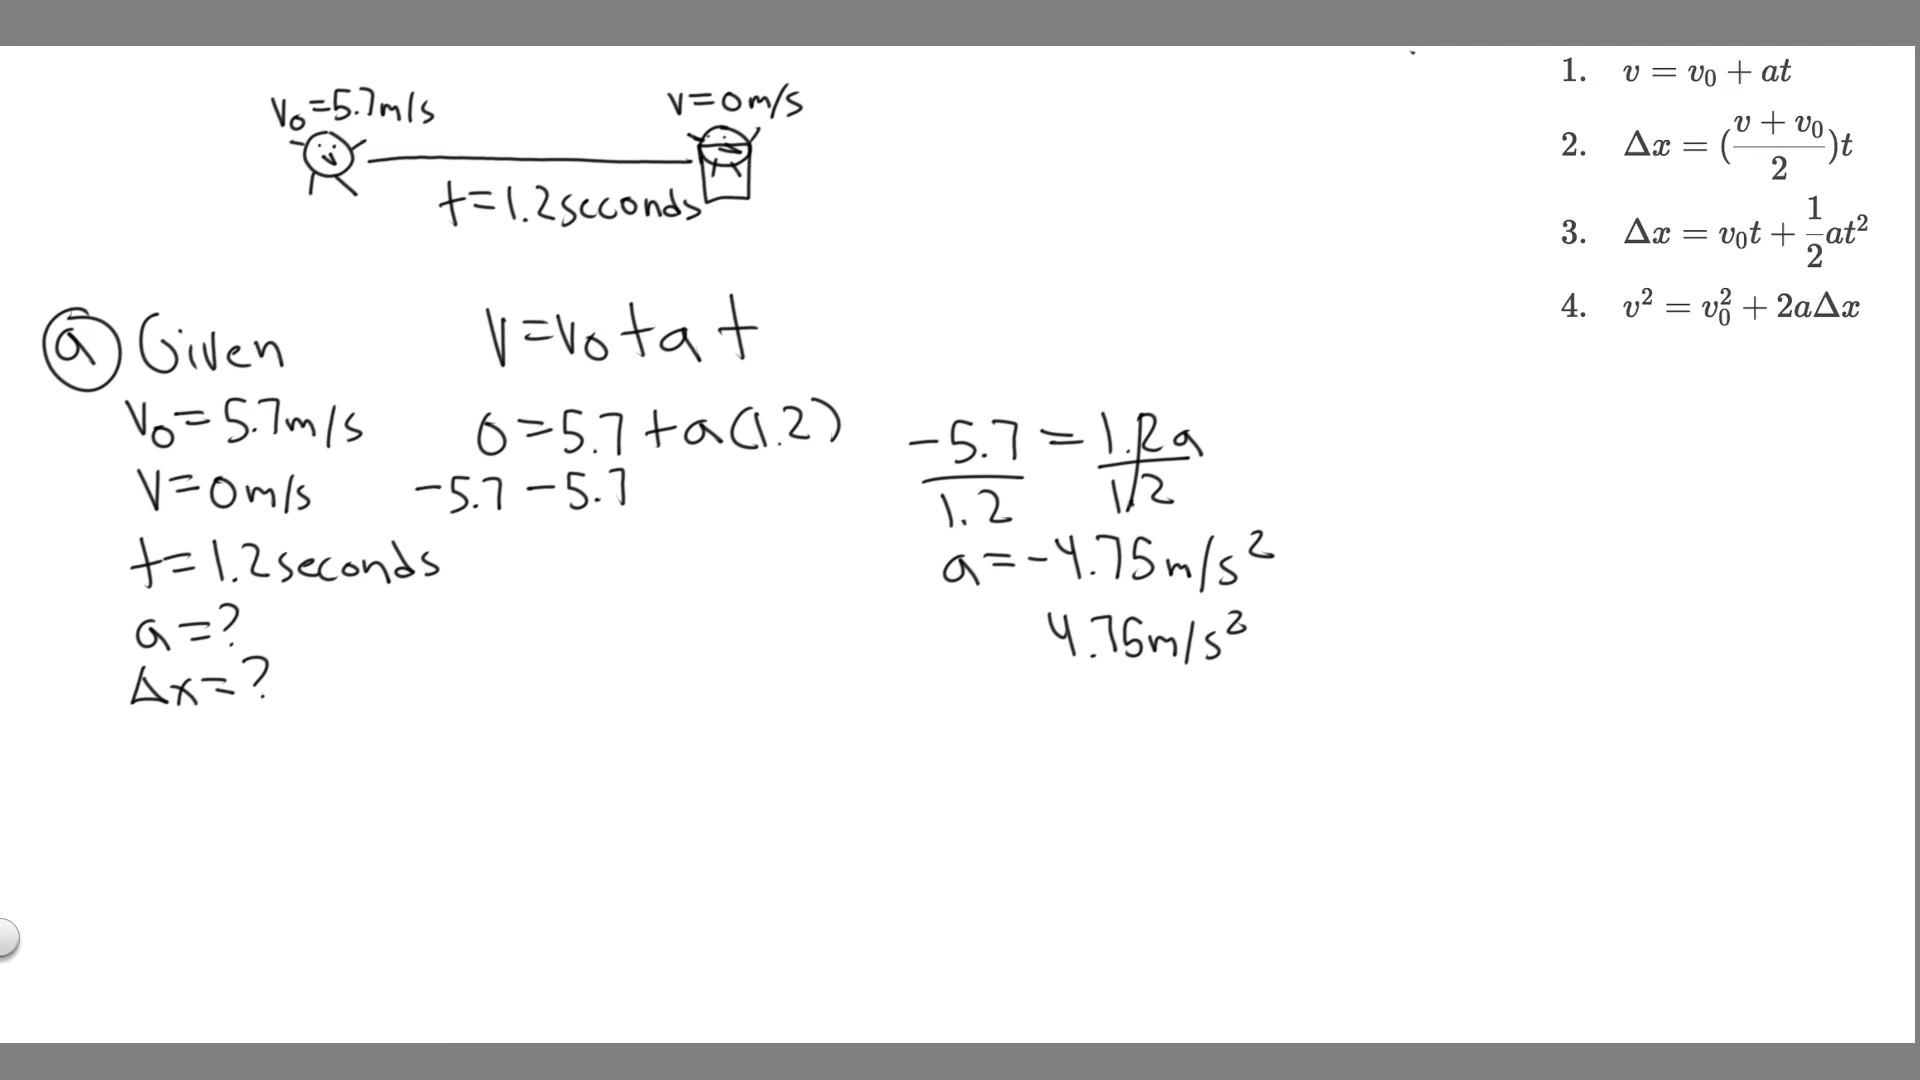 V₀=5.7m/s
v=0m/s
t=1.2seconds
1. v = v₀ + at
2. Δx = ((v + v₀)/2)t
3. Δx = v₀t + 1/2 at²
4. v² = v₀² + 2aΔx
ⓐ Given
V₀=5.7m/s
V=0m/s
t=1.2seconds
a=?
Δx=?
V=V₀+at
0=5.7+a(1.2)
-5.7 -5.7
-5.7/1.2 = 1.2a/1.2
a=-4.75m/s²
4.75m/s²